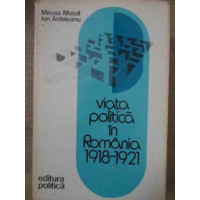 Mircea Mușat
Ion Ardeleanu
viața
politică
în
România
1918-1921
editura
politică